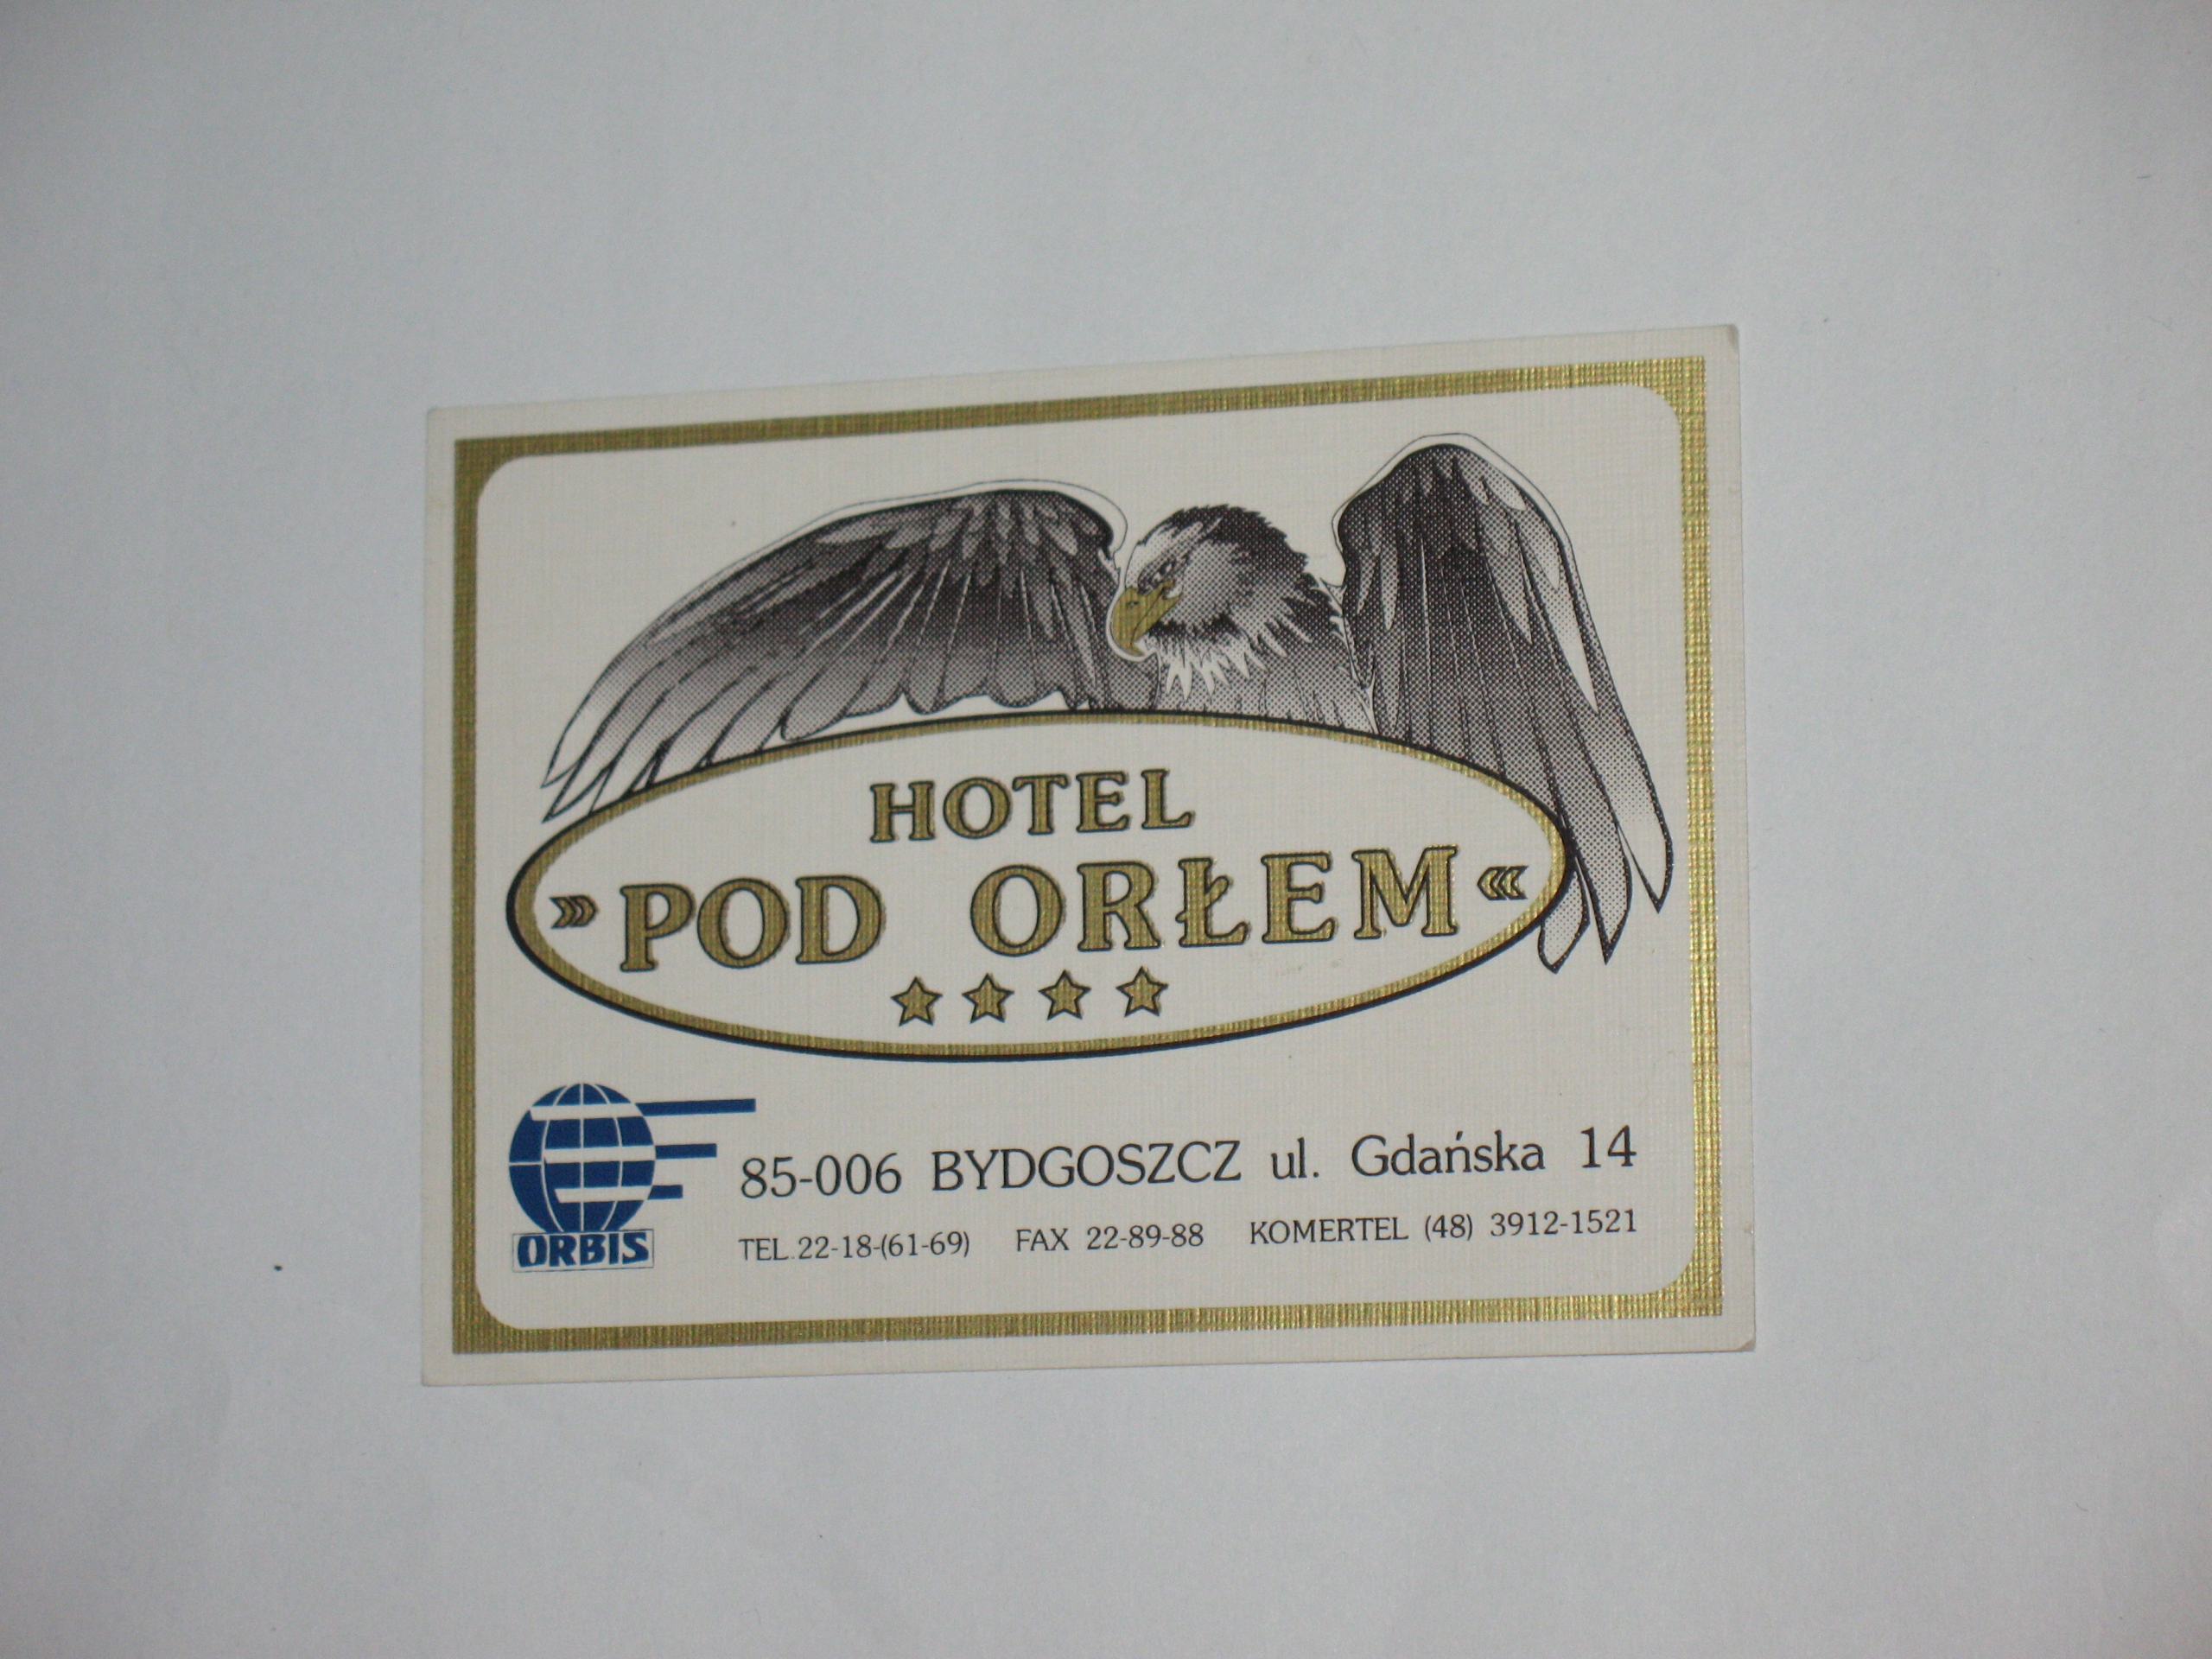 HOTEL
»POD ORŁEM«
85-006 BYDGOSZCZ ul. Gdańska 14
TEL.22-18-(61-69) FAX 22-89-88 KOMERTEL (48) 3912-1521
ORBIS